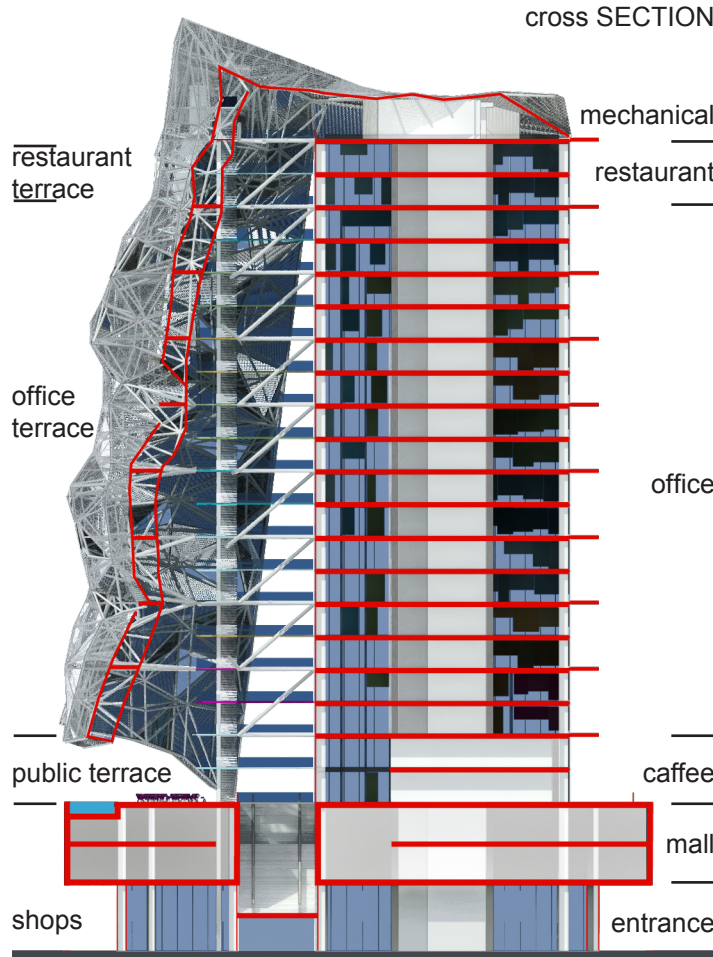 cross SECTION
mechanical
restaurant
terrace
restaurant
office
terrace
office
public terrace
caffee
mall
shops
entrance